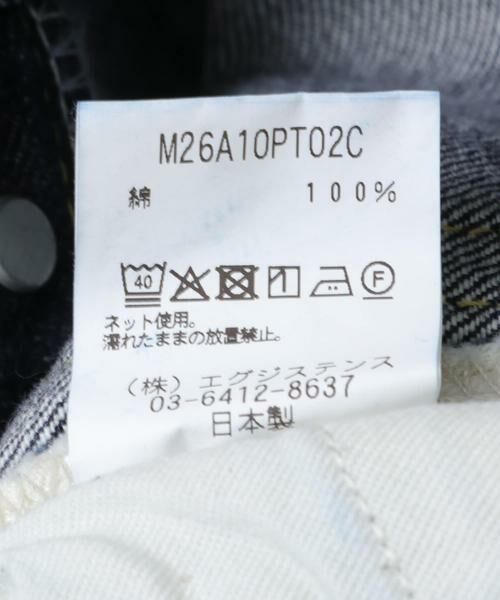 M26A10PT02C
綿 100%
40 F
ネット使用。
濡れたままの放置禁止。
(株) エグジステンス
03-6412-8637
日本製